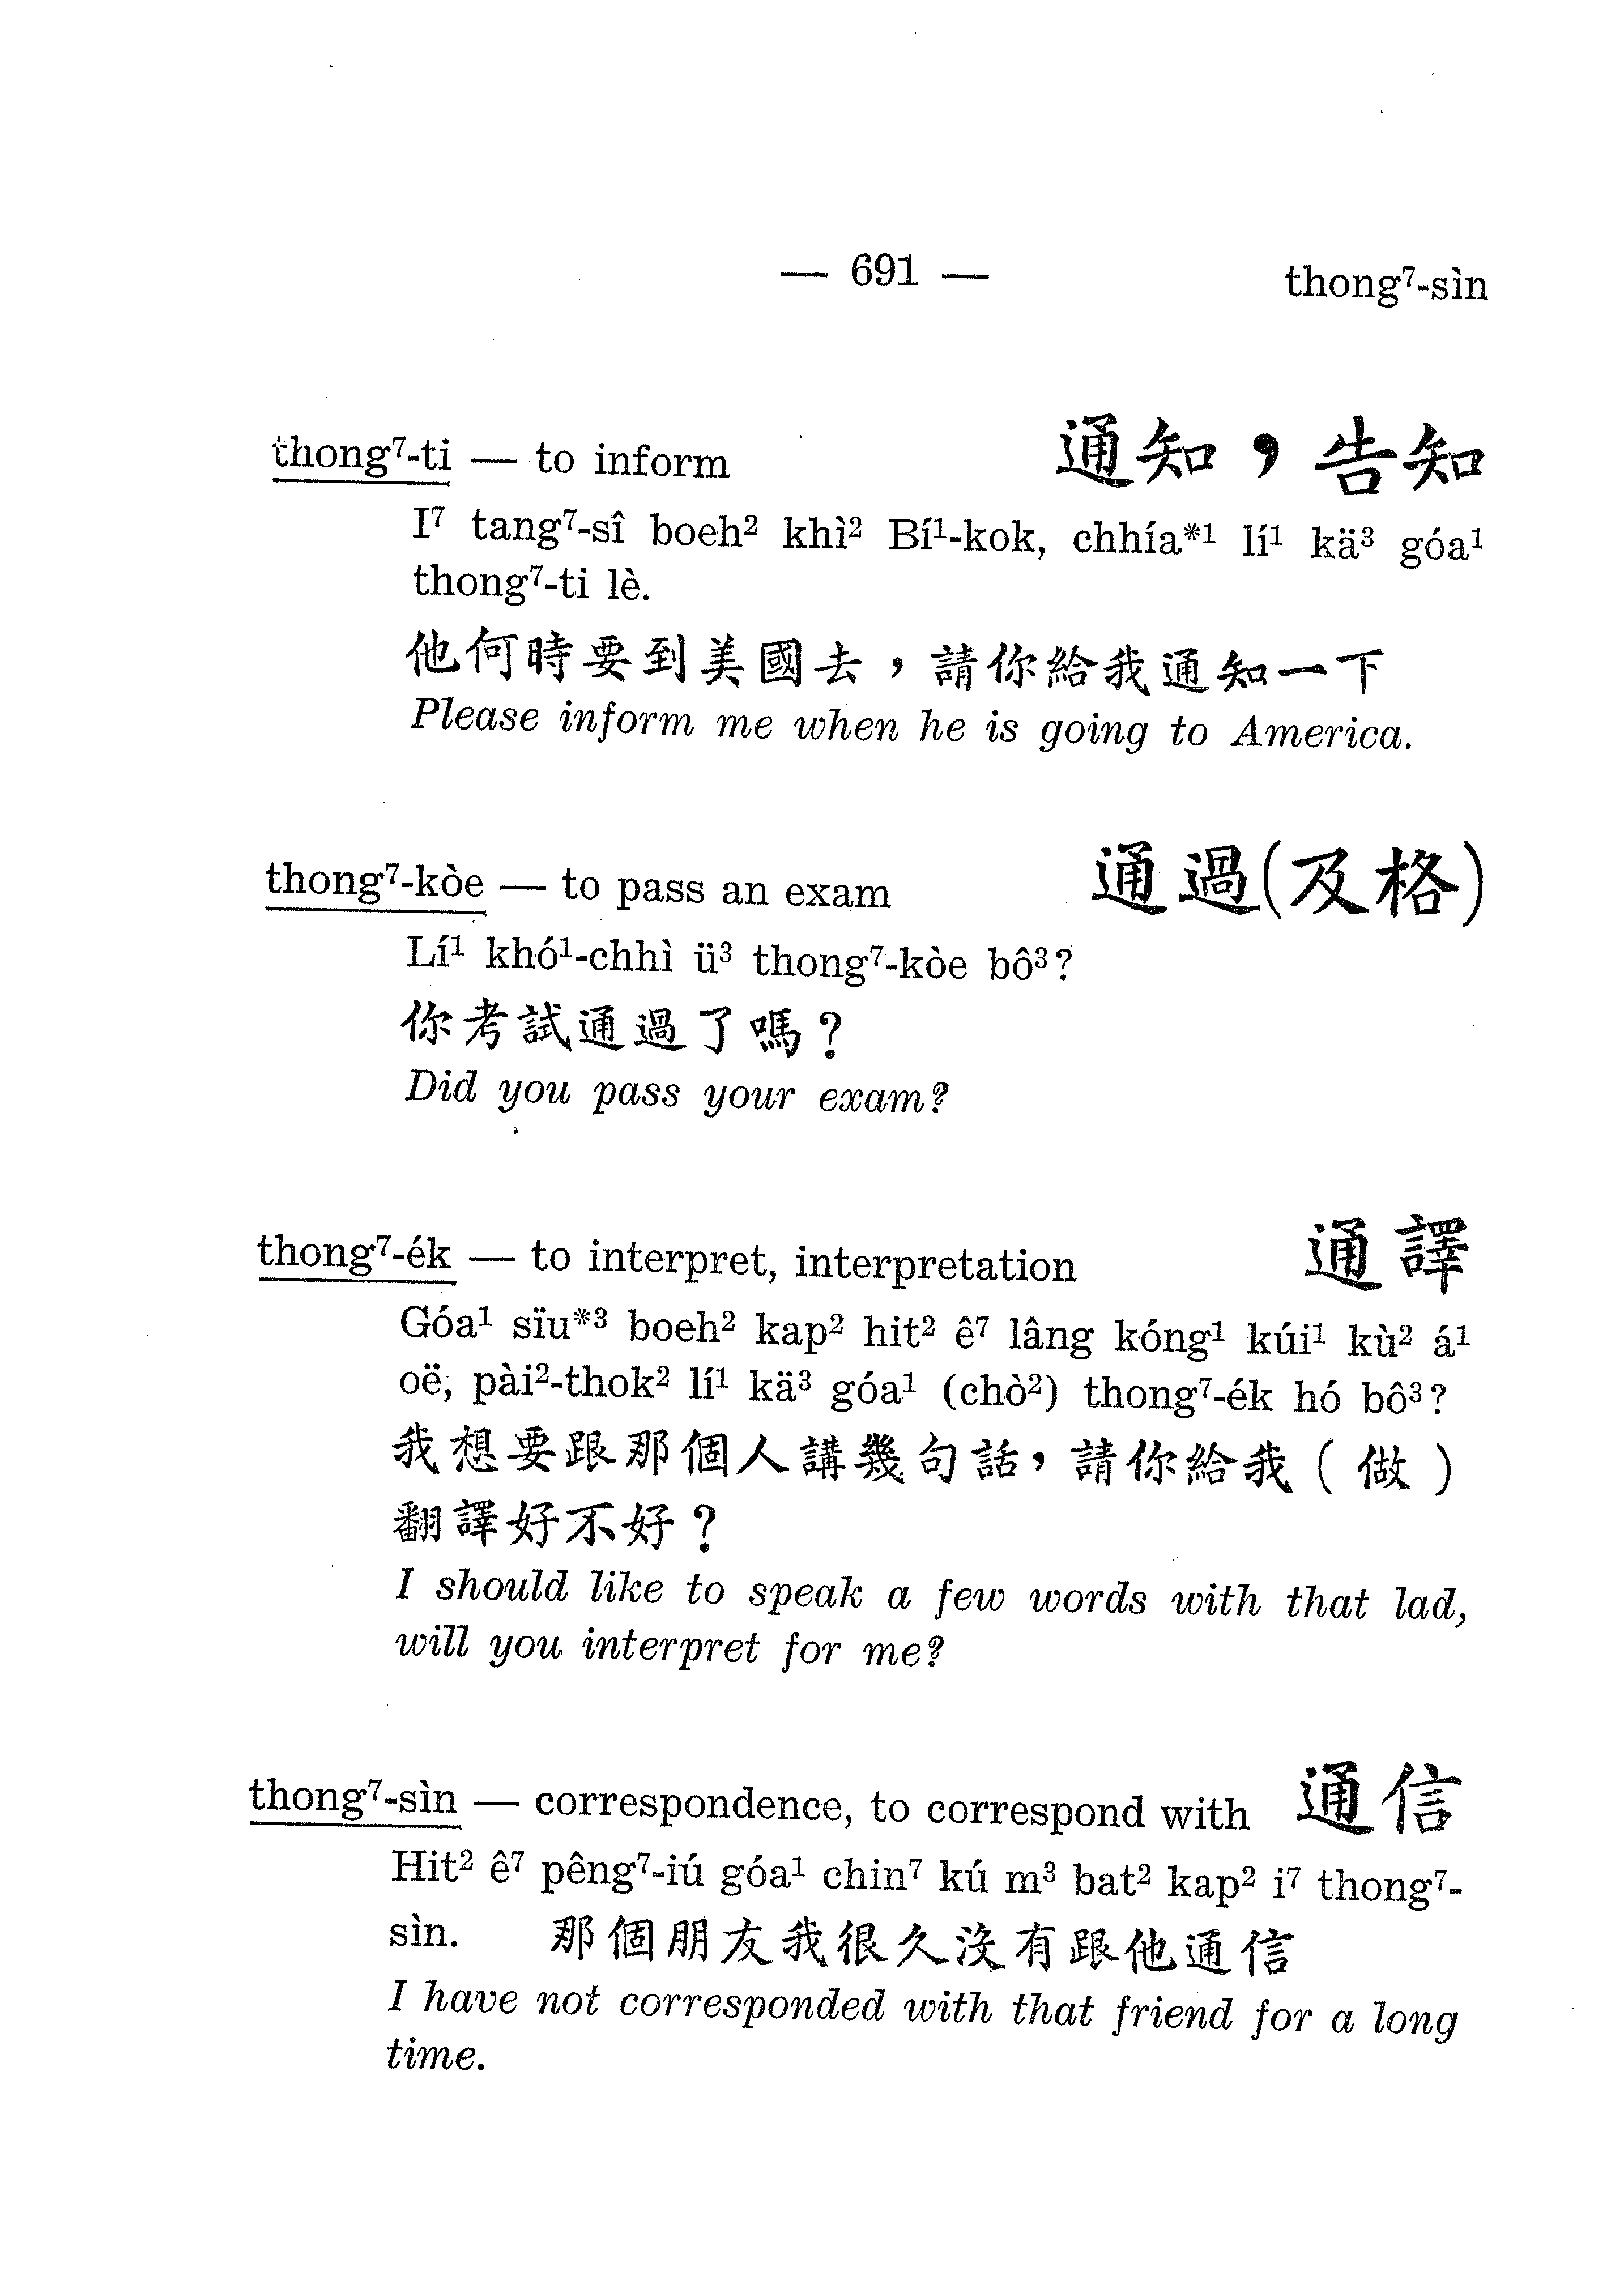 — 691 — thong⁷-sìn
thong⁷-ti — to inform 通知，告知
I⁷ tang⁷-sî boeh² khì² Bí¹-kok, chhía*¹ lí¹ kä³ góa¹
thong⁷-ti lè.
他何時要到美國去，請你給我通知一下
Please inform me when he is going to America.
thong⁷-kòe — to pass an exam 通過(及格)
Lí¹ khó¹-chhì ü³ thong⁷-kòe bô³?
你考試通過了嗎?
Did you pass your exam?
thong⁷-ék — to interpret, interpretation 通譯
Góa¹ sïu*³ boeh² kap² hit² ê⁷ lâng kóng¹ kúi¹ kù² á¹
oë, pài²-thok² lí¹ kä³ góa¹ (chò²) thong⁷-ék hó bô³?
我想要跟那個人講幾句話，請你給我(做)
翻譯好不好?
I should like to speak a few words with that lad,
will you interpret for me?
thong⁷-sìn — correspondence, to correspond with 通信
Hit² ê⁷ pêng⁷-iú góa¹ chin⁷ kú m³ bat² kap² i⁷ thong⁷-
sìn. 那個朋友我很久沒有跟他通信
I have not corresponded with that friend for a long
time.